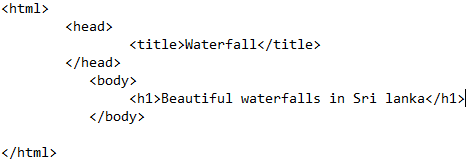 <html>
<head>
<title>Waterfall</title>
</head>
<body>
<h1>Beautiful waterfalls in Sri lanka</h1>
</body>
</html>